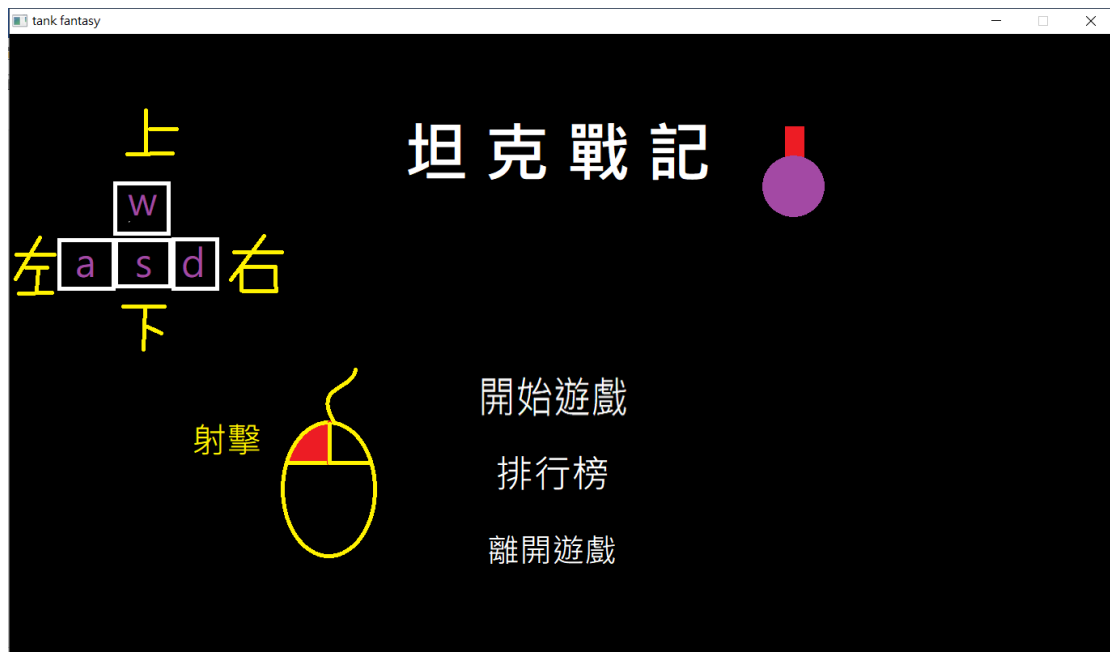 tank fantasy
坦克戰記
上
w
左 a s d 右
下
開始遊戲
射擊
排行榜
離開遊戲